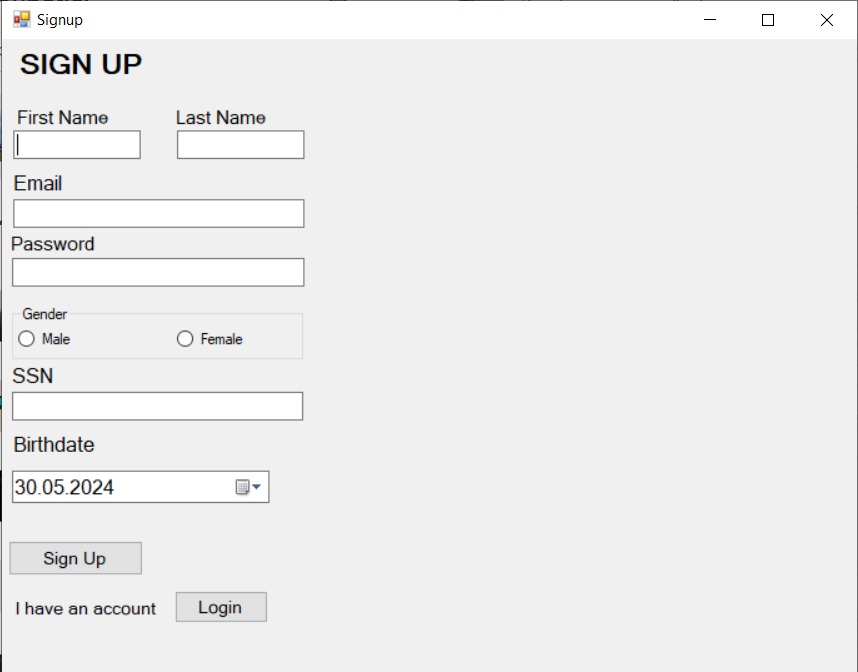 Signup
SIGN UP
First Name Last Name
Email
Password
Gender
Male Female
SSN
Birthdate
30.05.2024
Sign Up
I have an account Login